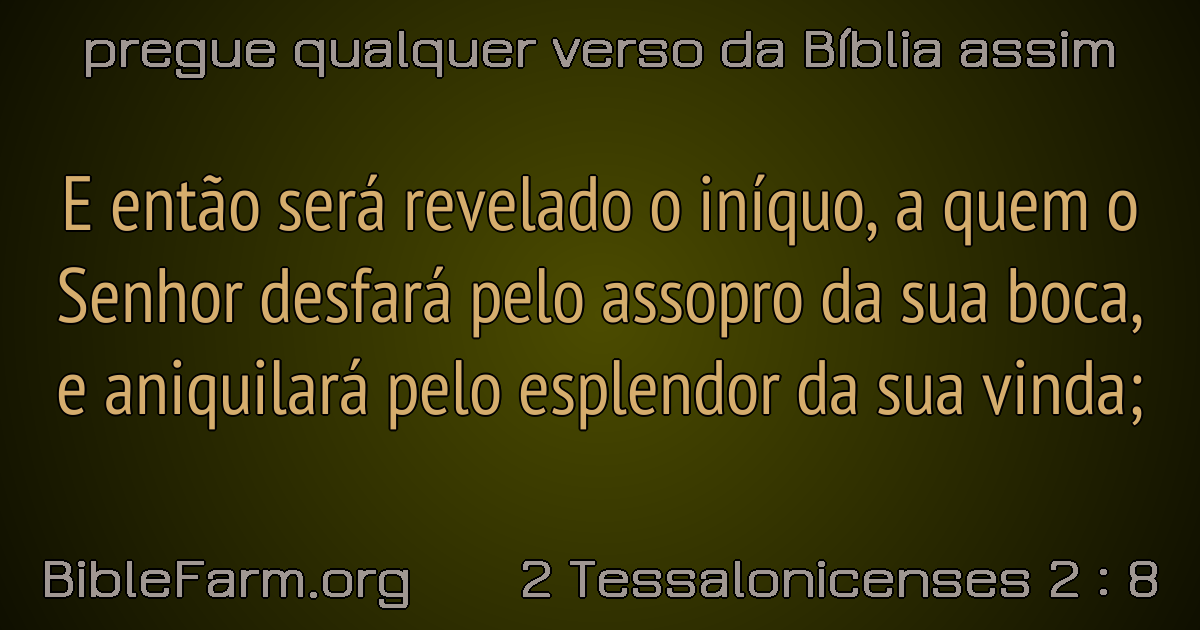 pregue qualquer verso da Bíblia assim
E então será revelado o iníquo, a quem o
Senhor desfará pelo assopro da sua boca,
e aniquilará pelo esplendor da sua vinda;
BibleFarm.org 2 Tessalonicenses 2 : 8